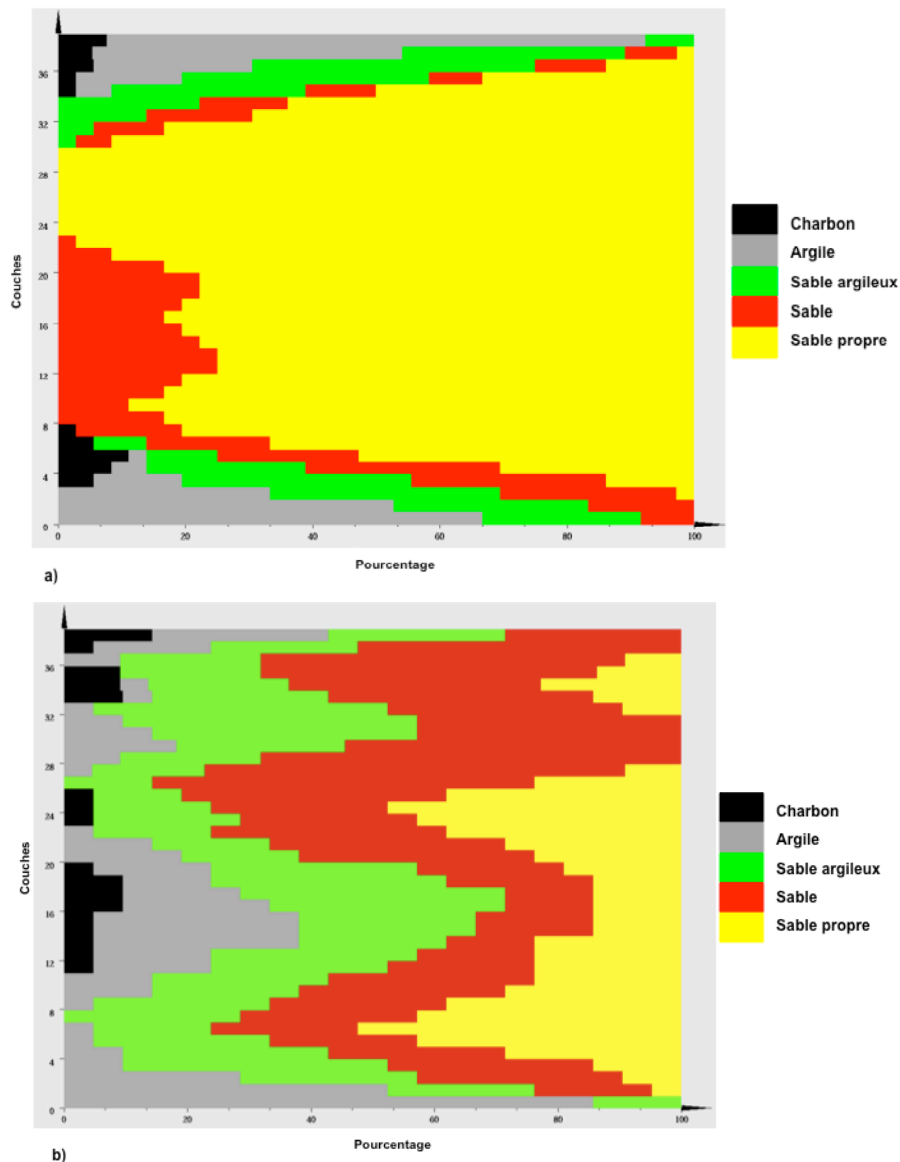 36
32
28
24
20
16
12
8
4
0
Couches
0
20
40
60
80
100
Pourcentage
Charbon
Argile
Sable argileux
Sable
Sable propre
a)
36
32
28
24
20
16
12
8
4
0
Couches
0
20
40
60
80
100
Pourcentage
Charbon
Argile
Sable argileux
Sable
Sable propre
b)